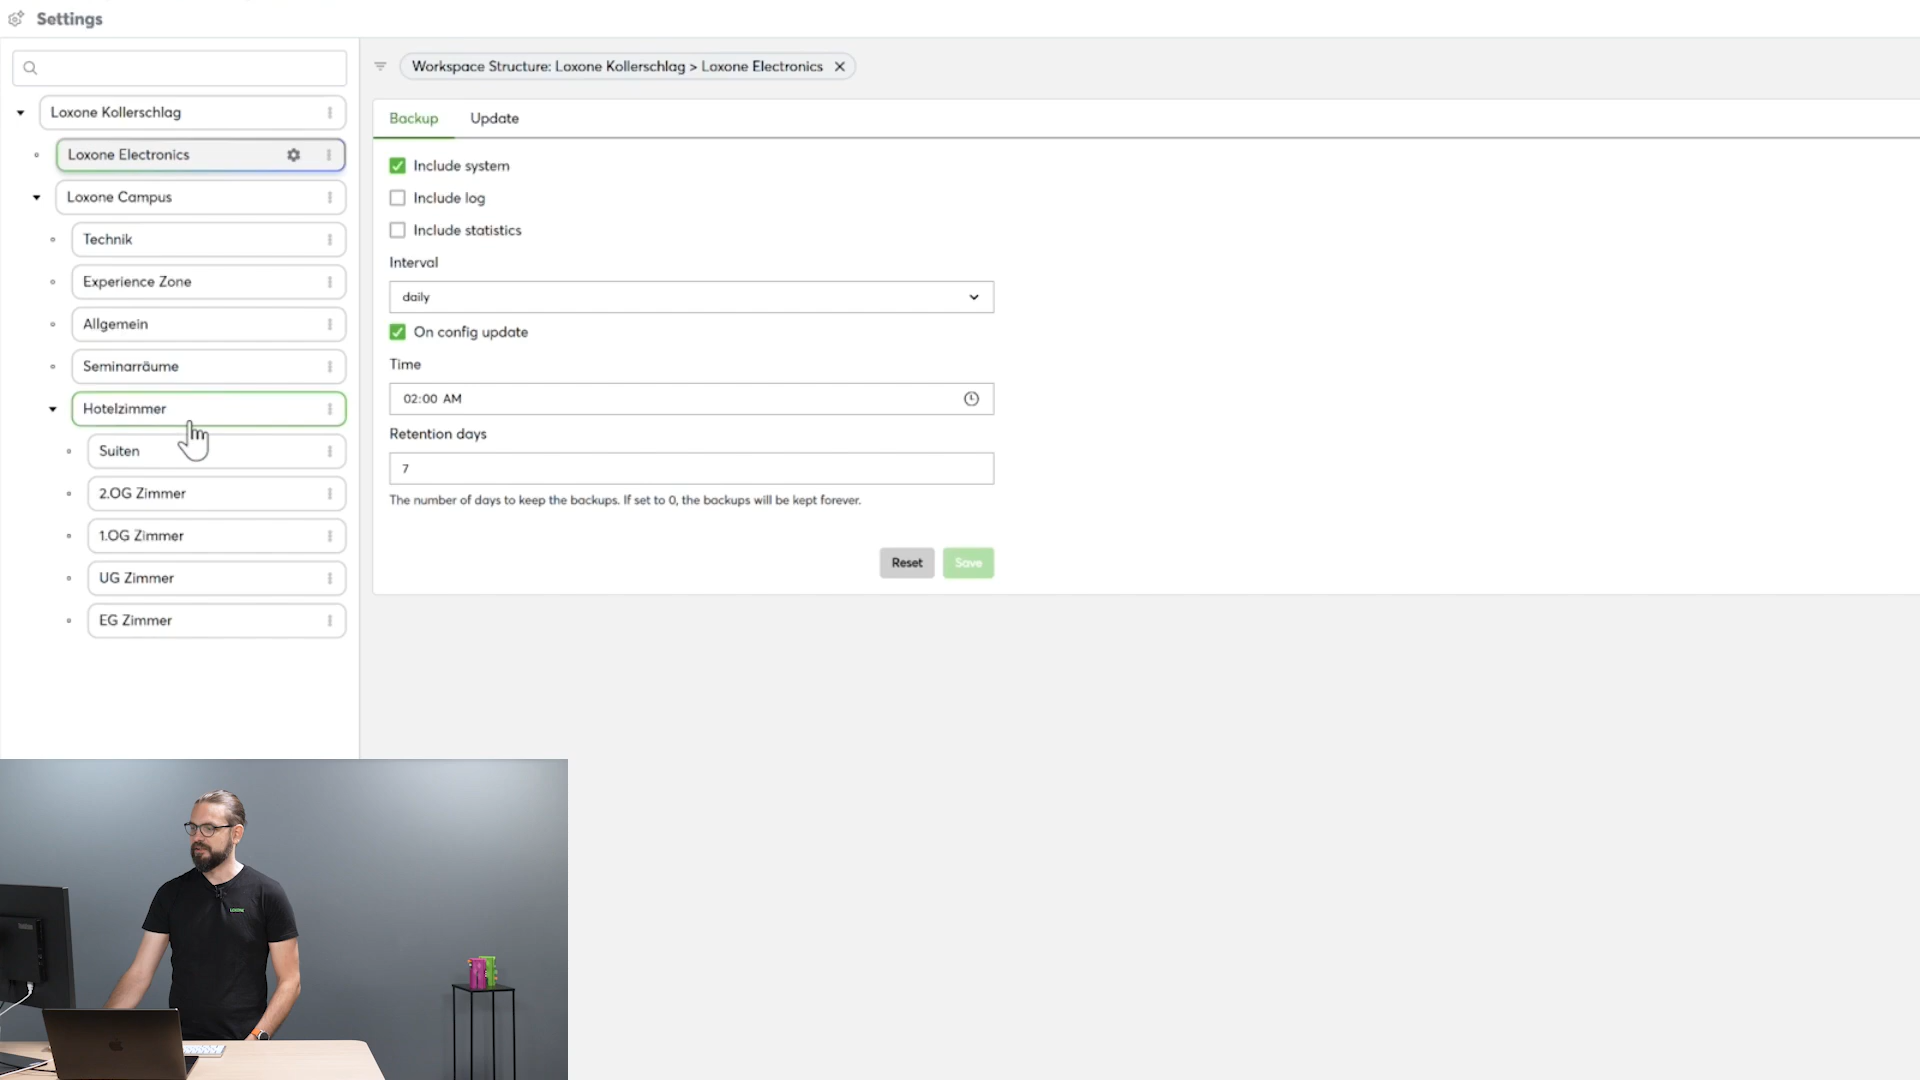 Settings
Loxone Kollerschlag
Loxone Electronics
Loxone Campus
Technik
Experience Zone
Allgemein
Seminarräume
Hotelzimmer
Suiten
2.OG Zimmer
1.OG Zimmer
UG Zimmer
EG Zimmer
Workspace Structure: Loxone Kollerschlag > Loxone Electronics
Backup Update
Include system
Include log
Include statistics
Interval
daily
On config update
Time
02:00 AM
Retention days
7
The number of days to keep the backups. If set to 0, the backups will be kept forever.
Reset Save
LOXONE